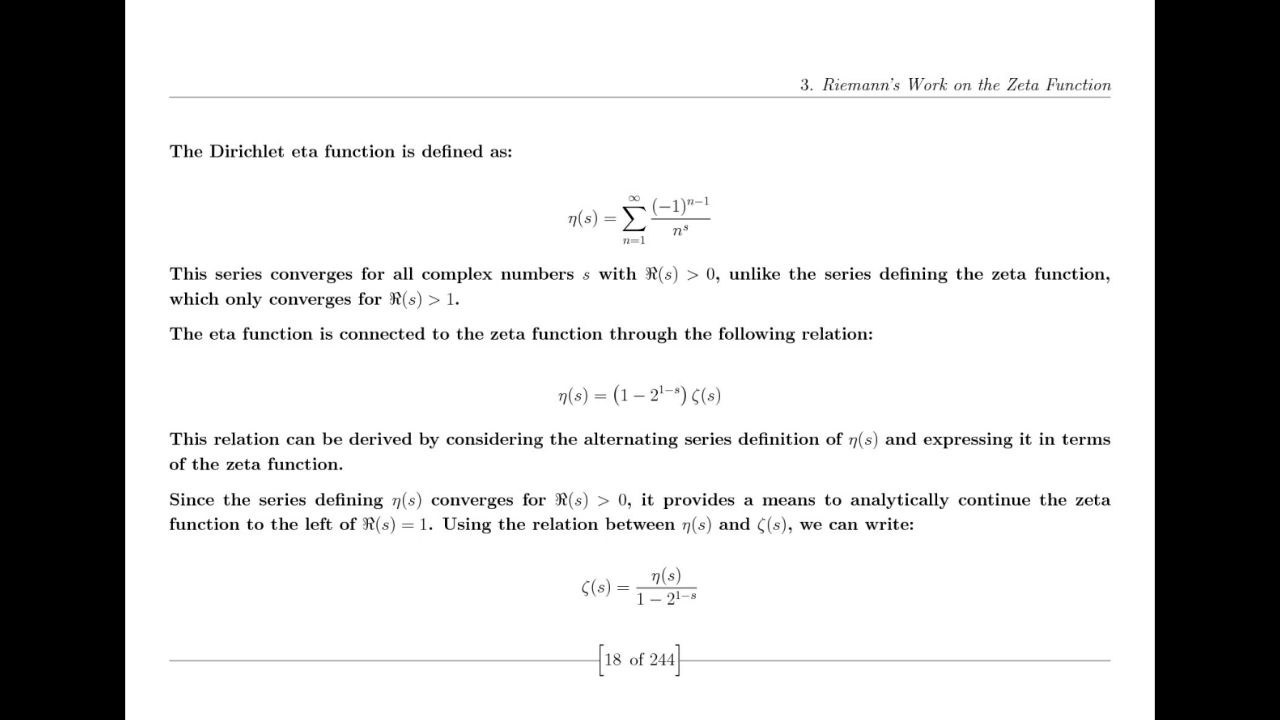 3. Riemann's Work on the Zeta Function
The Dirichlet eta function is defined as:
η(s) = ∑_{n=1}^{∞} \frac{(−1)^{n−1}}{n^s}
This series converges for all complex numbers s with ℜ(s) > 0, unlike the series defining the zeta function,
which only converges for ℜ(s) > 1.
The eta function is connected to the zeta function through the following relation:
η(s) = (1 − 2^{1−s}) ζ(s)
This relation can be derived by considering the alternating series definition of η(s) and expressing it in terms
of the zeta function.
Since the series defining η(s) converges for ℜ(s) > 0, it provides a means to analytically continue the zeta
function to the left of ℜ(s) = 1. Using the relation between η(s) and ζ(s), we can write:
ζ(s) = \frac{η(s)}{1 − 2^{1−s}}
[18 of 244]